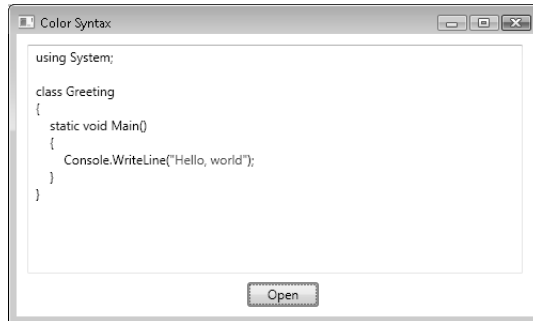 Color Syntax
using System;
class Greeting
{
static void Main()
{
Console.WriteLine("Hello, world");
}
}
Open